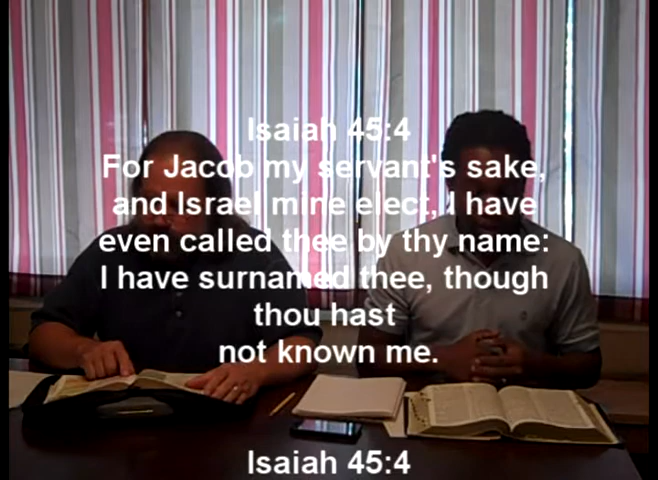 Isaiah 45:4
For Jacob my servant's sake,
and Israel mine elect, I have
even called thee by thy name:
I have surnamed thee, though
thou hast
not known me.
Isaiah 45:4